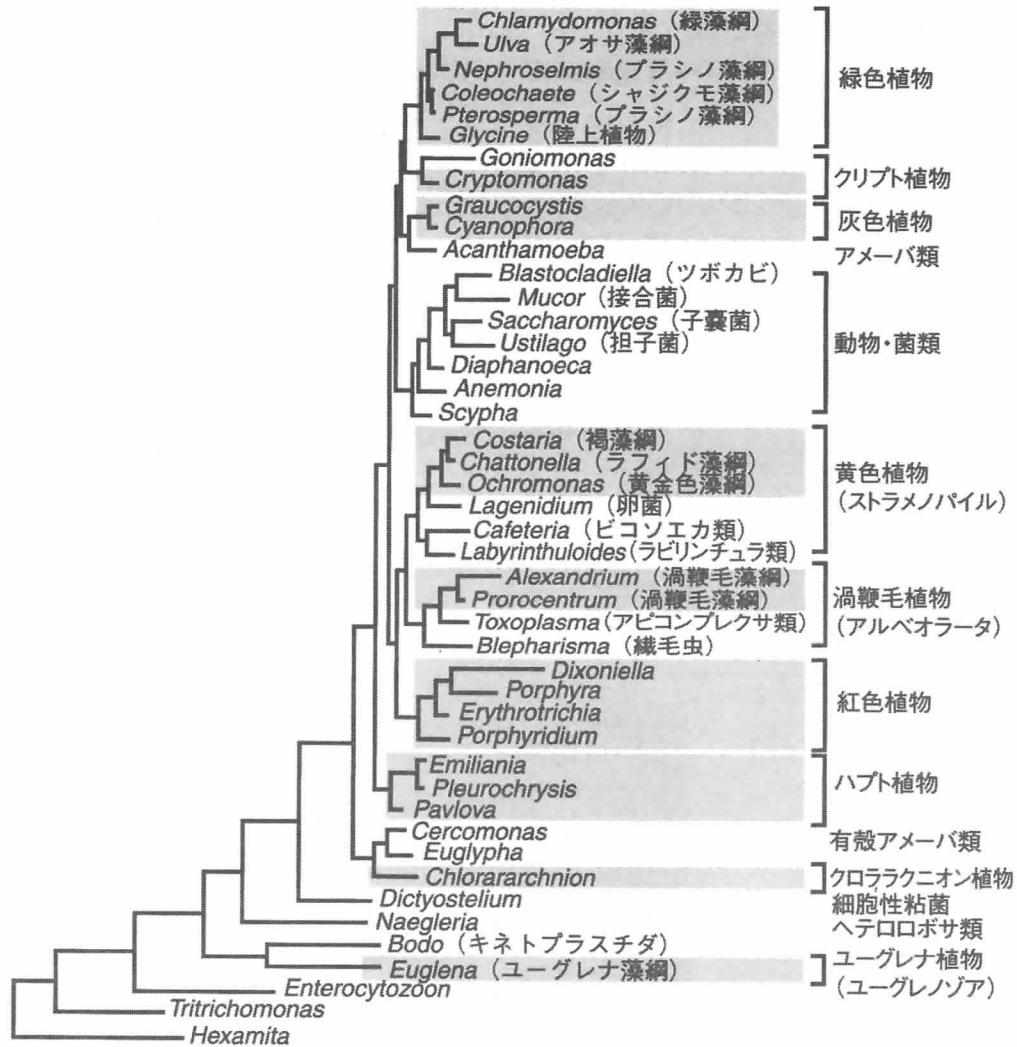 Chlamydomonas (緑藻綱)
Ulva (アオサ藻綱)
Nephroselmis (プラシノ藻綱)
Coleochaete (シャジクモ藻綱)
Pterosperma (プラシノ藻綱)
Glycine (陸上植物)
緑色植物
Goniomonas
Cryptomonas
クリプト植物
Graucocystis
Cyanophora
灰色植物
Acanthamoeba
アメーバ類
Blastocladiella (ツボカビ)
Mucor (接合菌)
Saccharomyces (子嚢菌)
Ustilago (担子菌)
Diaphanoeca
Anemonia
Scypha
動物・菌類
Costaria (褐藻綱)
Chattonella (ラフィド藻綱)
Ochromonas (黄金色藻綱)
Lagenidium (卵菌)
Cafeteria (ビコソエカ類)
Labyrinthuloides (ラビリンチュラ類)
黄色植物
(ストラメノパイル)
Alexandrium (渦鞭毛藻綱)
Prorocentrum (渦鞭毛藻綱)
Toxoplasma (アピコンプレクサ類)
Blepharisma (繊毛虫)
渦鞭毛植物
(アルベオラータ)
Dixoniella
Porphyra
Erythrotrichia
Porphyridium
紅色植物
Emiliania
Pleurochrysis
Pavlova
ハプト植物
Cercomonas
Euglypha
有殻アメーバ類
Chlorararchnion
クロララクニオン植物
Dictyostelium
細胞性粘菌
Naegleria
ヘテロロボサ類
Bodo (キネトプラスチダ)
Euglena (ユーグレナ藻綱)
ユーグレナ植物
(ユーグレノゾア)
Enterocytozoon
Tritrichomonas
Hexamita